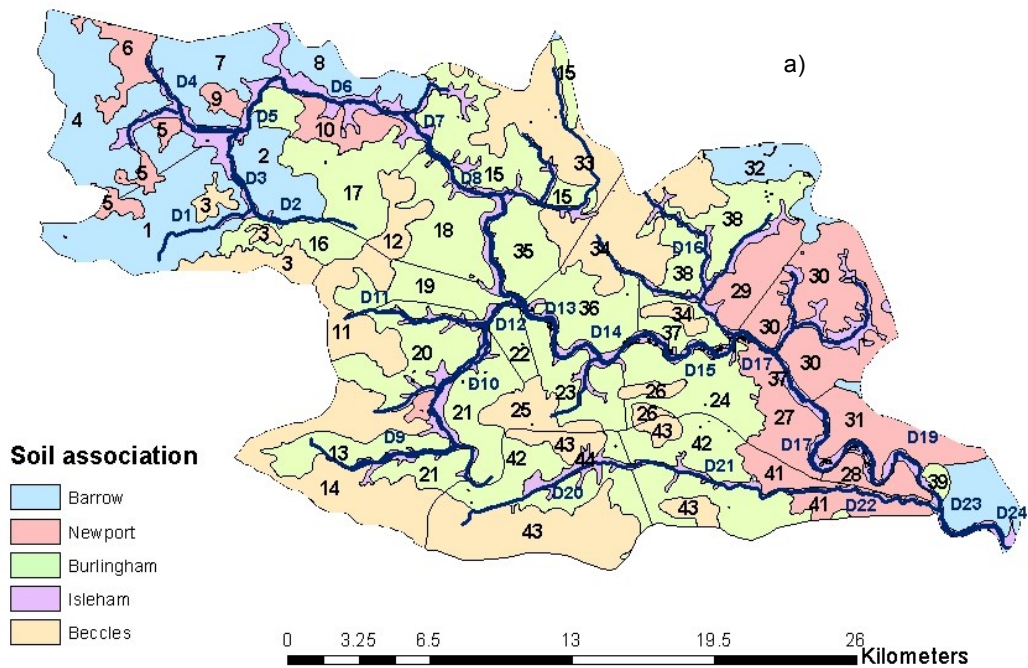 a)
6
7
8
15
D4
D6
4
9
D5
D7
5
10
33
32
2
D8
15
5
D3
17
15
38
5
D1
3
D2
18
1
12
35
34
D16
3
16
38
29
30
3
19
D11
D13
36
34
30
11
D12
D14
37
30
20
22
D15
D17
37
D10
23
26
24
21
25
26
27
31
13
D9
43
43
42
D17
D19
14
21
42
44
D21
28
39
D20
41
41
D22
D23
D24
43
43
Soil association
Barrow
Newport
Burlingham
Isleham
Beccles
0 3.25 6.5 13 19.5 26
Kilometers